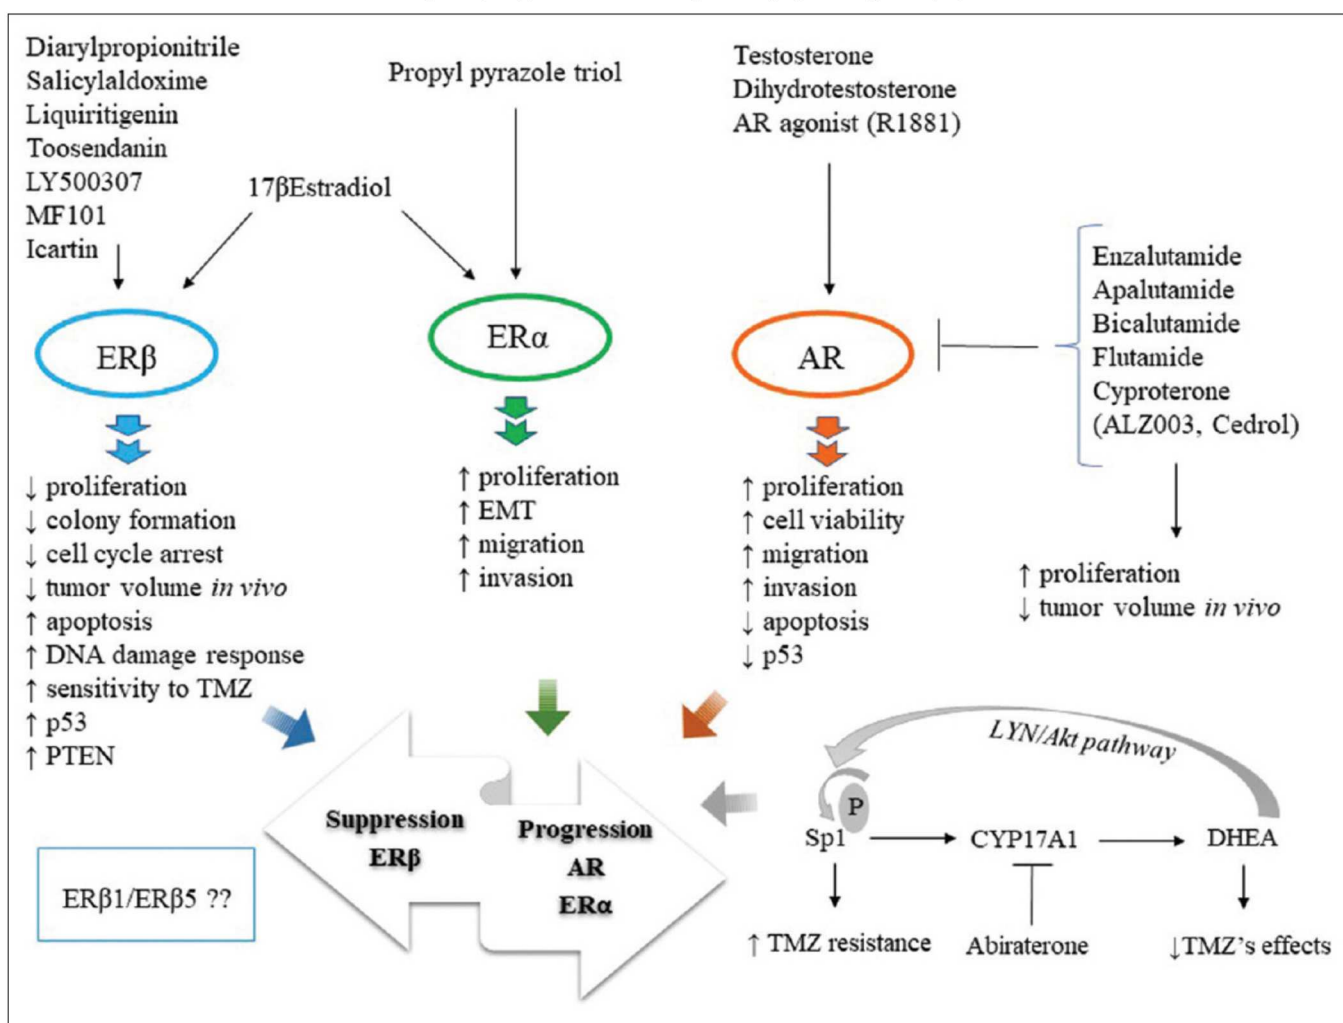 Diarylpropionitrile
Salicylaldoxime
Liquiritigenin
Toosendanin
LY500307
MF101
Icartin
17βEstradiol
Propyl pyrazole triol
Testosterone
Dihydrotestosterone
AR agonist (R1881)
Enzalutamide
Apalutamide
Bicalutamide
Flutamide
Cyproterone
(ALZ003, Cedrol)
ERβ
ERα
AR
↓ proliferation
↓ colony formation
↓ cell cycle arrest
↓ tumor volume in vivo
↑ apoptosis
↑ DNA damage response
↑ sensitivity to TMZ
↑ p53
↑ PTEN
↑ proliferation
↑ EMT
↑ migration
↑ invasion
↑ proliferation
↑ cell viability
↑ migration
↑ invasion
↓ apoptosis
↓ p53
↑ proliferation
↓ tumor volume in vivo
Suppression
ERβ
Progression
AR
ERα
ERβ1/ERβ5 ??
LYN/Akt pathway
P
Sp1
CYP17A1
DHEA
↑ TMZ resistance
Abiraterone
↓TMZ's effects